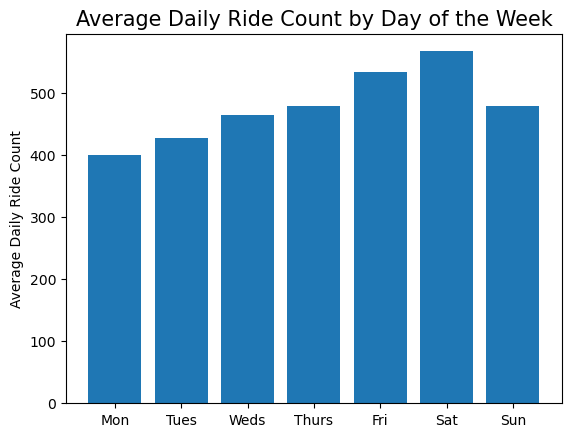 Average Daily Ride Count by Day of the Week
Average Daily Ride Count
500
400
300
200
100
0
Mon Tues Weds Thurs Fri Sat Sun